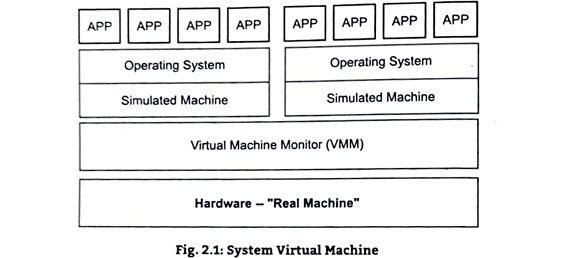 APP APP APP APP APP APP APP APP
Operating System Operating System
Simulated Machine Simulated Machine
Virtual Machine Monitor (VMM)
Hardware – "Real Machine"
Fig. 2.1: System Virtual Machine